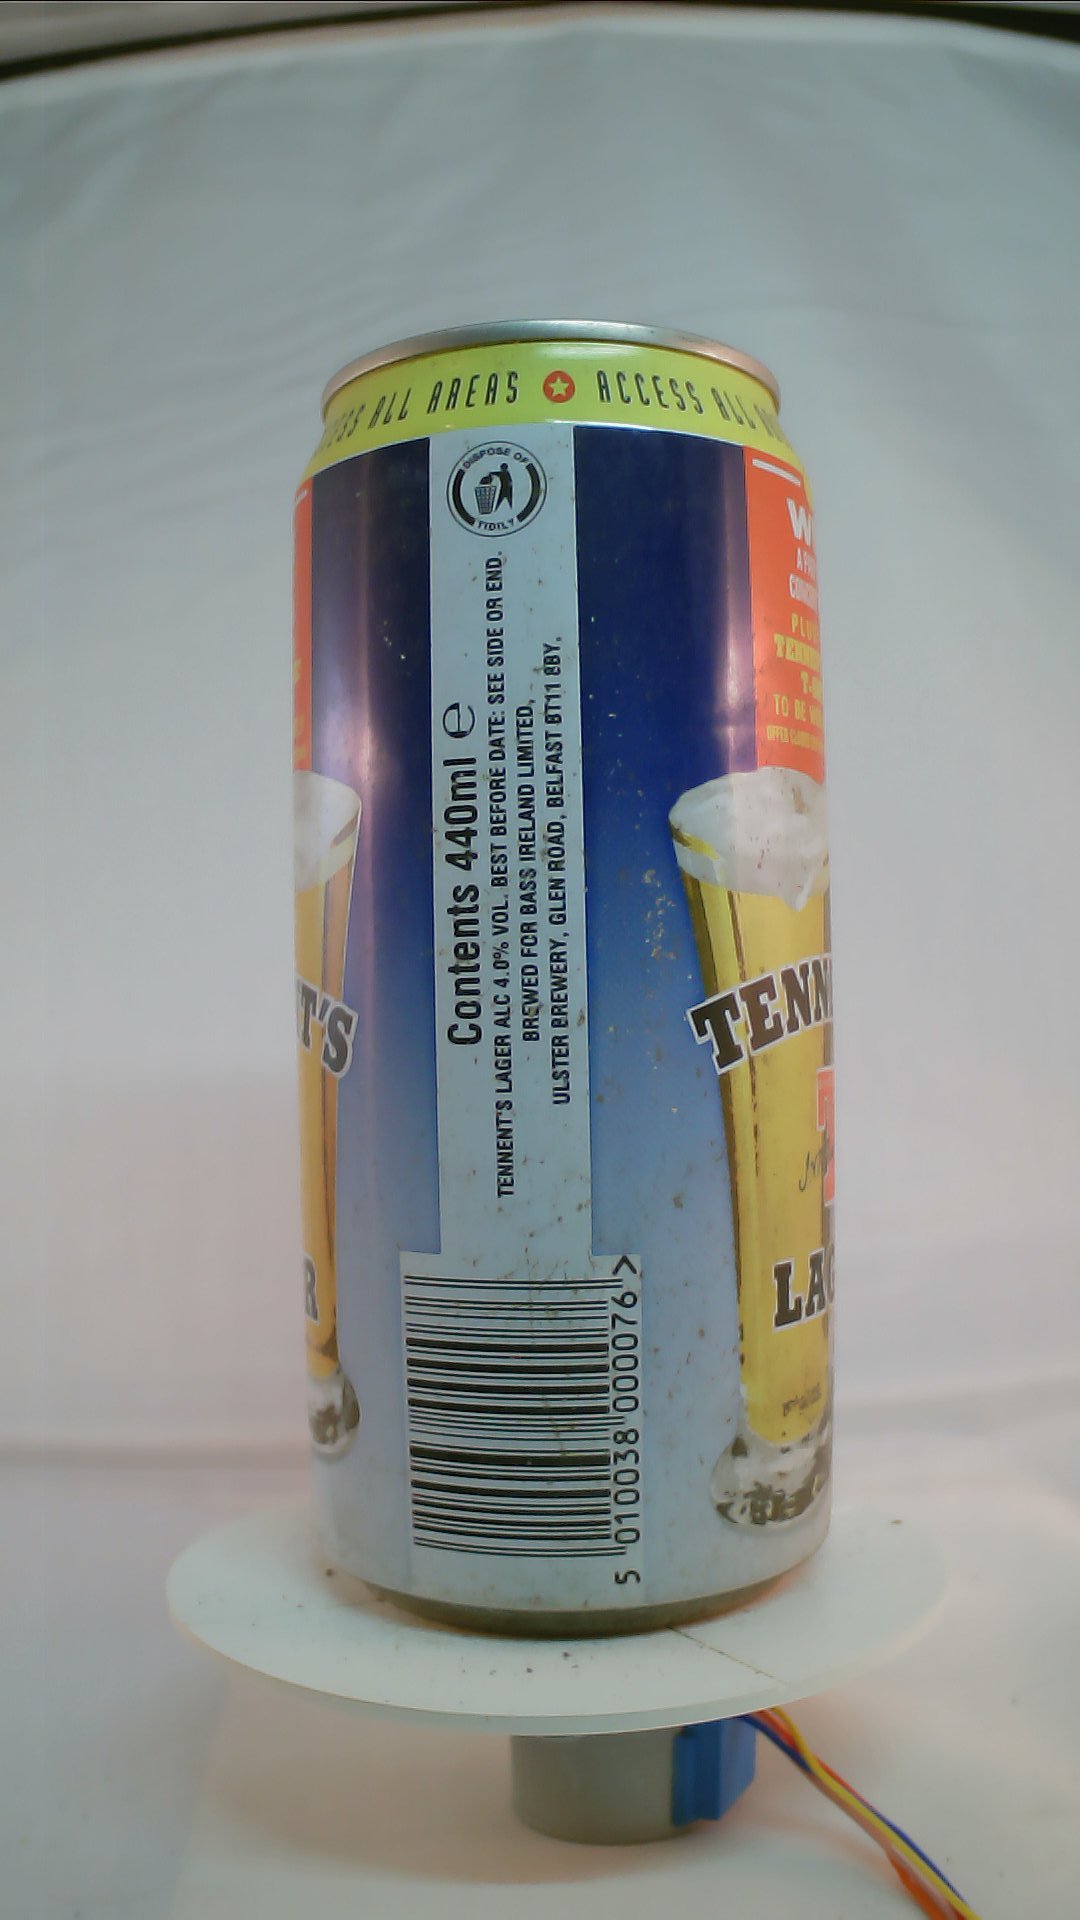 ALL AREAS ACCESS ALL
DISPOSE OF
TIDILY
Contents 440ml e
TENNENT'S LAGER ALC 4.0% VOL. BEST BEFORE DATE: SEE SIDE OR END.
BREWED FOR BASS IRELAND LIMITED,
ULSTER BREWERY, GLEN ROAD, BELFAST BT11 8BY.
5 010038 000076 >
T'S
R
A
TO BE
TENN
LAG